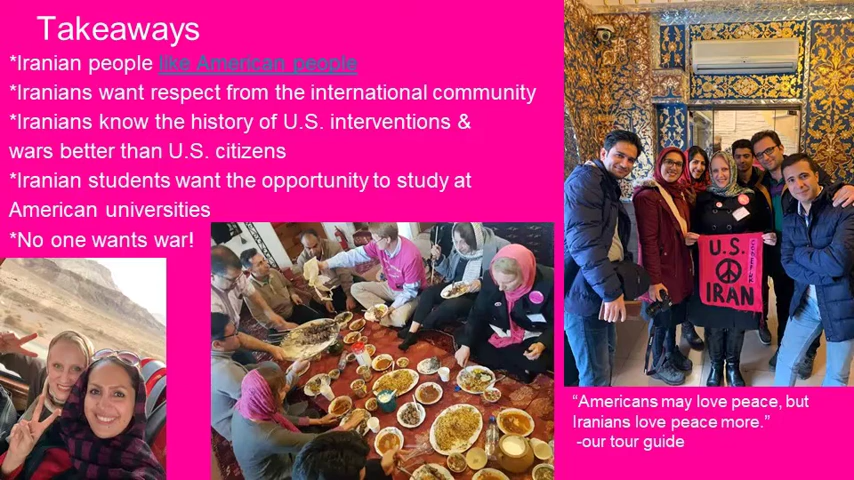 Takeaways
*Iranian people like American people
*Iranians want respect from the international community
*Iranians know the history of U.S. interventions &
wars better than U.S. citizens
*Iranian students want the opportunity to study at
American universities
*No one wants war!
U.S.
IRAN
“Americans may love peace, but
Iranians love peace more.”
-our tour guide